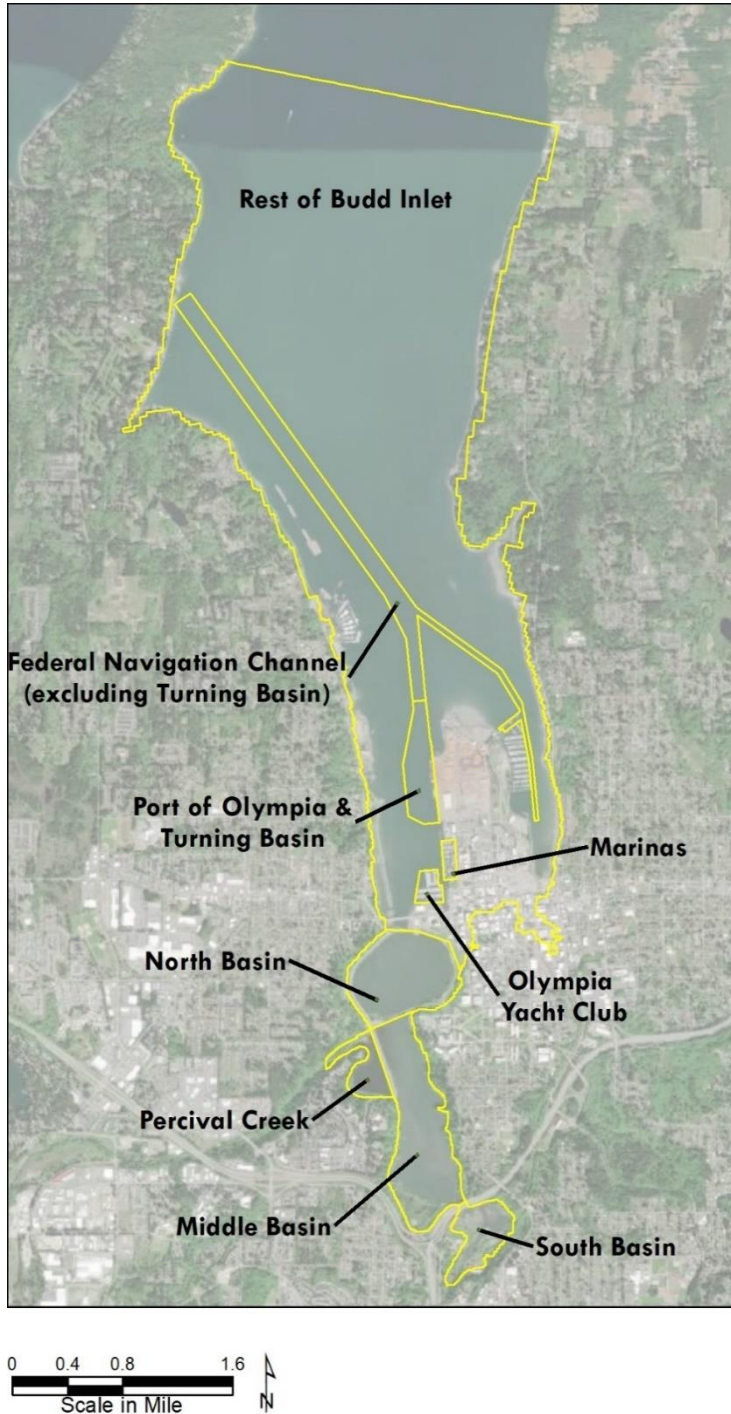 Rest of Budd Inlet
Federal Navigation Channel
(excluding Turning Basin)
Port of Olympia &
Turning Basin
Marinas
North Basin
Olympia
Yacht Club
Percival Creek
Middle Basin
South Basin
0 0.4 0.8 1.6
Scale in Mile
N